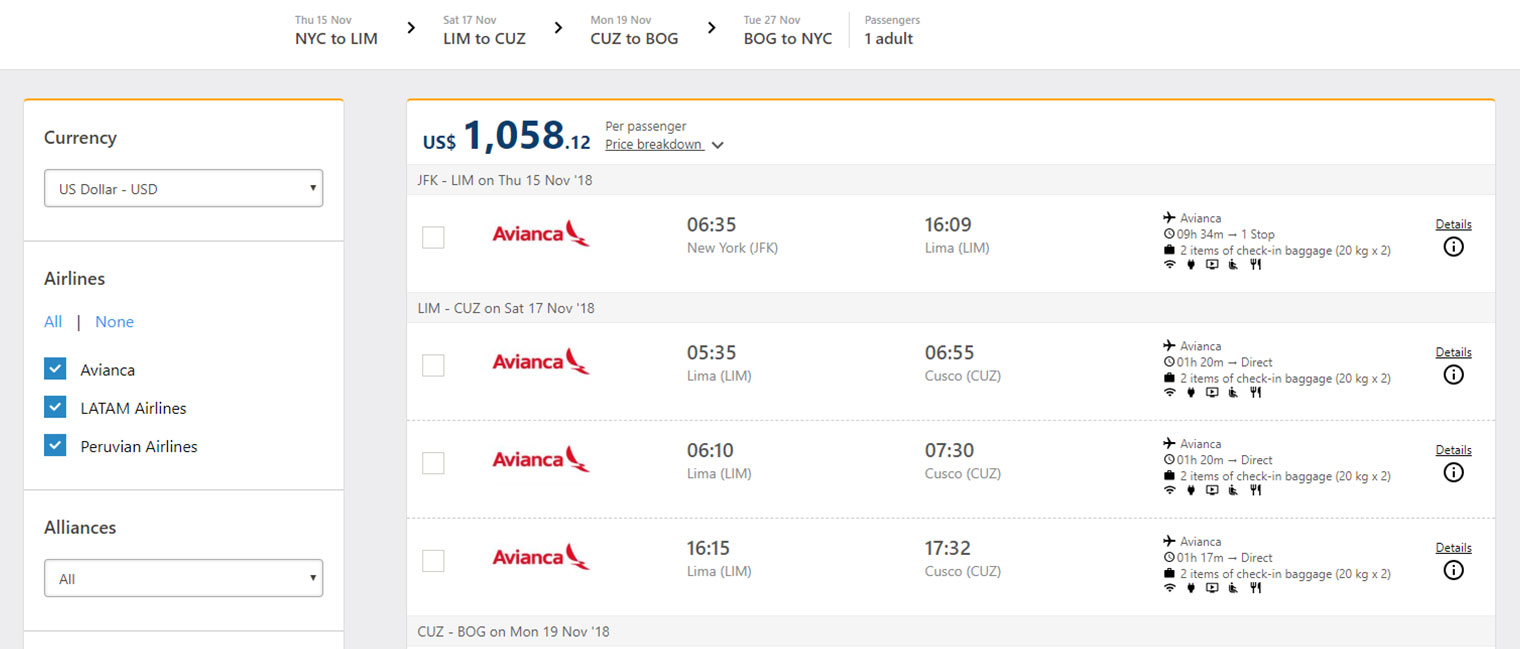 Thu 15 Nov
NYC to LIM
Sat 17 Nov
LIM to CUZ
Mon 19 Nov
CUZ to BOG
Tue 27 Nov
BOG to NYC
Passengers
1 adult
Currency
US Dollar - USD
Airlines
All | None
Avianca
LATAM Airlines
Peruvian Airlines
Alliances
All
US$ 1,058.12
Per passenger
Price breakdown
JFK - LIM on Thu 15 Nov '18
Avianca
06:35
New York (JFK)
16:09
Lima (LIM)
Avianca
09h 34m → 1 Stop
2 items of check-in baggage (20 kg x 2)
Details
LIM - CUZ on Sat 17 Nov '18
Avianca
05:35
Lima (LIM)
06:55
Cusco (CUZ)
Avianca
01h 20m → Direct
2 items of check-in baggage (20 kg x 2)
Details
Avianca
06:10
Lima (LIM)
07:30
Cusco (CUZ)
Avianca
01h 20m → Direct
2 items of check-in baggage (20 kg x 2)
Details
Avianca
16:15
Lima (LIM)
17:32
Cusco (CUZ)
Avianca
01h 17m → Direct
2 items of check-in baggage (20 kg x 2)
Details
CUZ - BOG on Mon 19 Nov '18